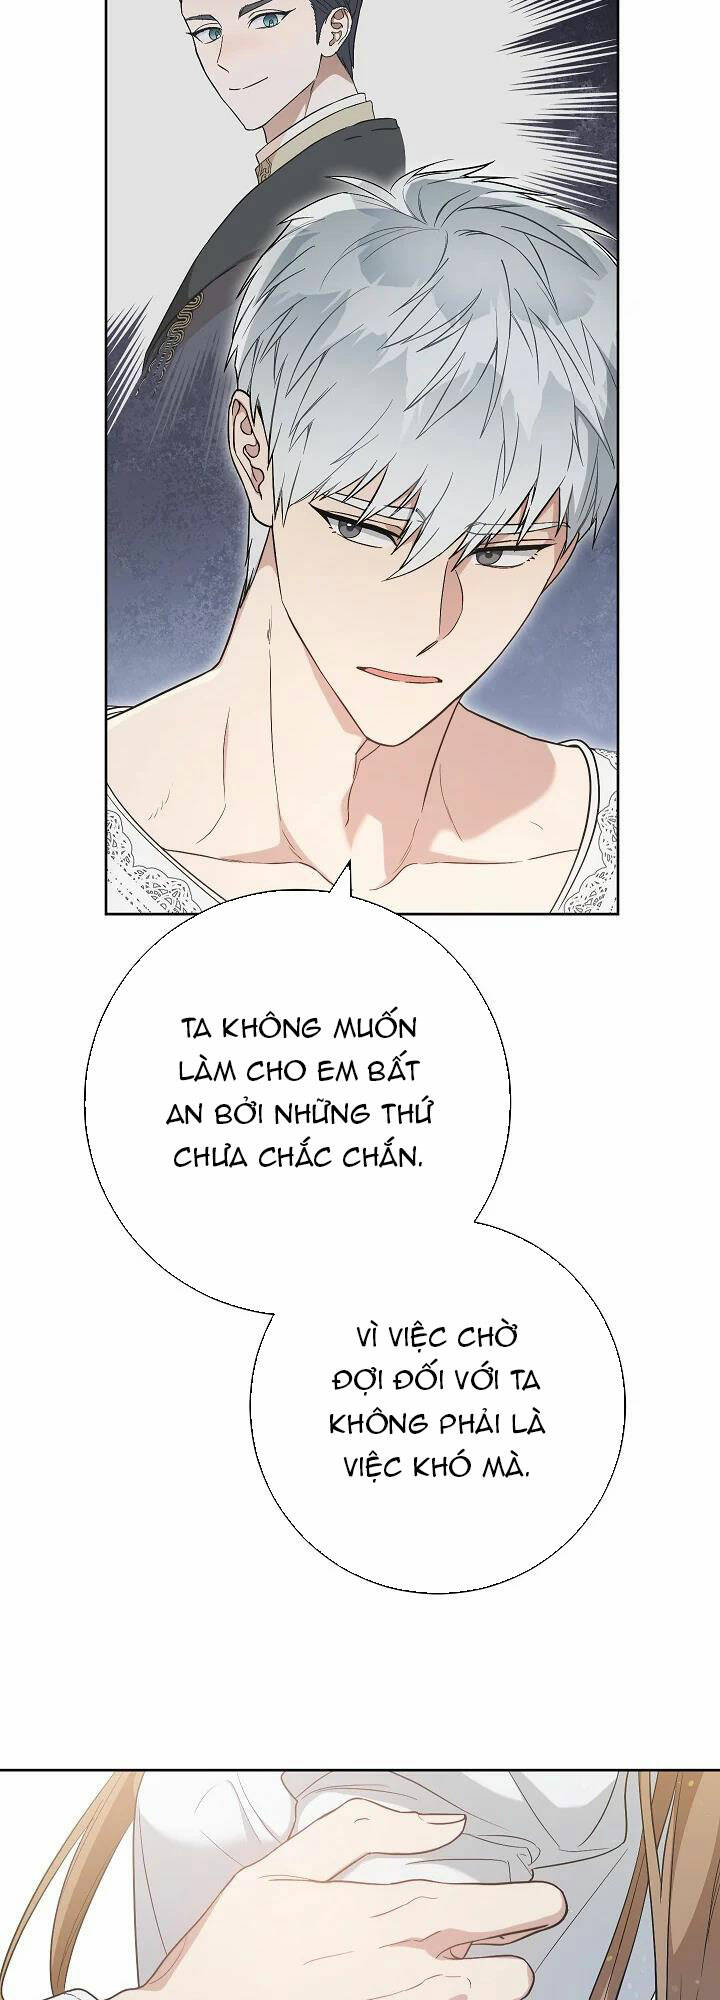 TA KHÔNG MUỐN
LÀM CHO EM BẤT
AN BỞI NHỮNG THỨ
CHƯA CHẮC CHẮN.
VÌ VIỆC CHỜ
ĐỢI ĐỐI VỚI TA
KHÔNG PHẢI LÀ
VIỆC KHÓ MÀ.